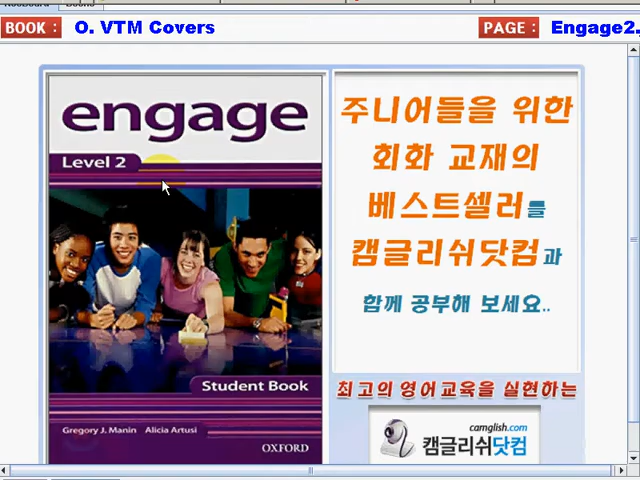 BOOK :
O. VTM Covers
PAGE :
Engage2.
engage
Level 2
Student Book
Gregory J. Manin Alicia Artusi
OXFORD
주니어들을 위한
회화 교재의
베스트셀러를
캠글리쉬닷컴과
함께 공부해 보세요..
최고의 영어교육을 실현하는
camglish.com
캠글리쉬닷컴